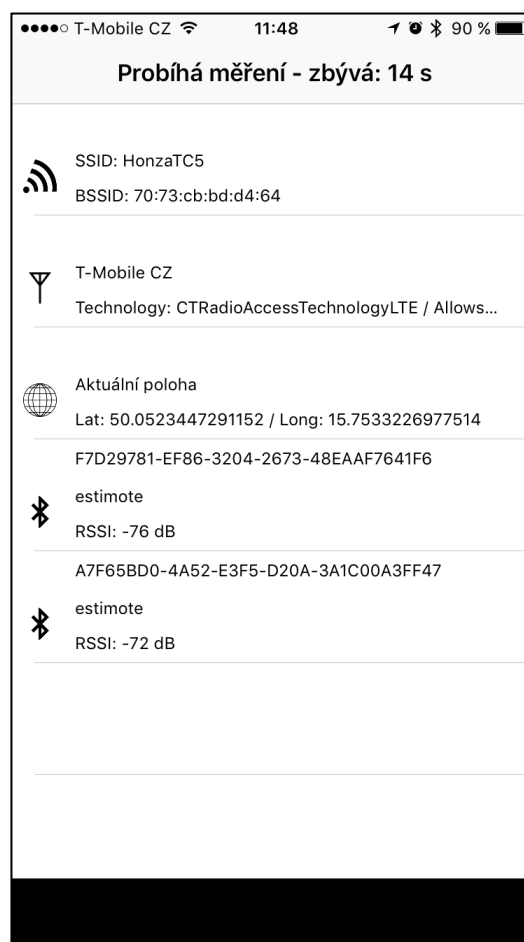 T-Mobile CZ 11:48 90 %
Probíhá měření - zbývá: 14 s
SSID: HonzaTC5
BSSID: 70:73:cb:bd:d4:64
T-Mobile CZ
Technology: CTRadioAccessTechnologyLTE / Allows...
Aktuální poloha
Lat: 50.0523447291152 / Long: 15.7533226977514
F7D29781-EF86-3204-2673-48EAAF7641F6
estimote
RSSI: -76 dB
A7F65BD0-4A52-E3F5-D20A-3A1C00A3FF47
estimote
RSSI: -72 dB